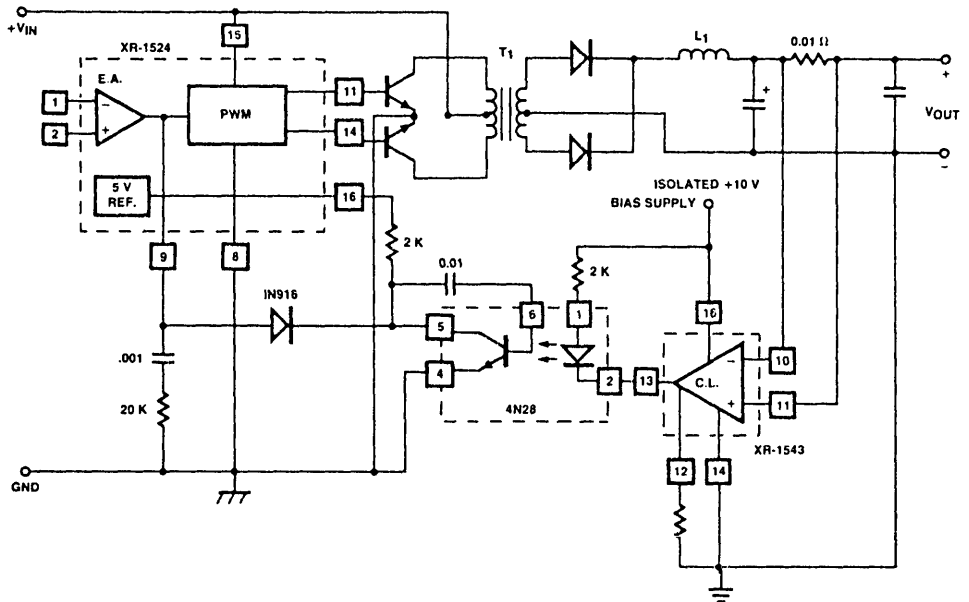 +VIN
XR-1524
15
T1
L1
0.01 Ω
E.A.
1
2
−
+
PWM
11
14
+
+
VOUT
−
5 V
REF.
16
ISOLATED +10 V
BIAS SUPPLY
9
8
2 K
0.01
2 K
IN916
6
1
16
5
10
.001
4
2
13
C.L.
−
+
11
20 K
4N28
XR-1543
12
14
GND